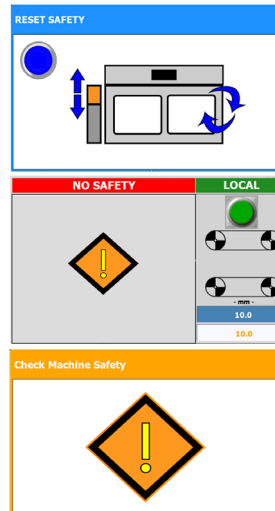 RESET SAFETY
NO SAFETY LOCAL
- mm -
10.0
10.0
Check Machine Safety